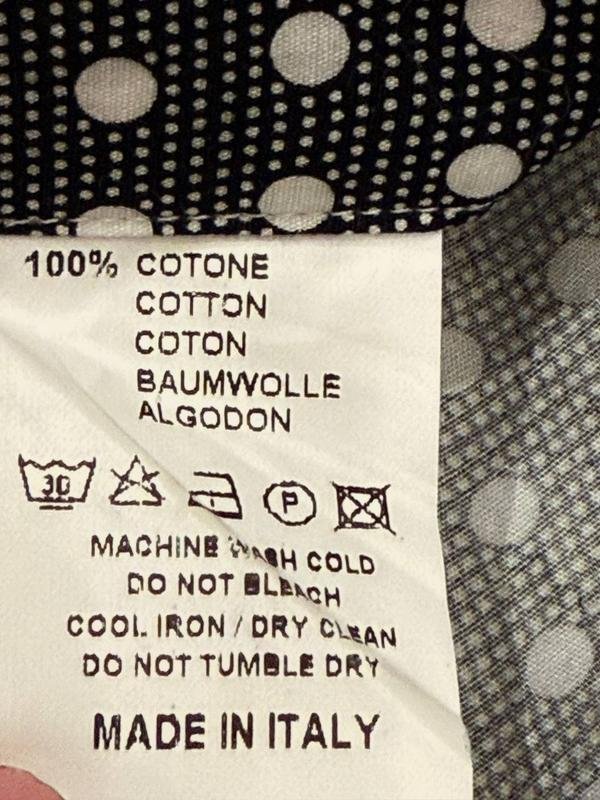 100% COTONE
COTTON
COTON
BAUMWOLLE
ALGODON
30 P
MACHINE WASH COLD
DO NOT BLEACH
COOL IRON / DRY CLEAN
DO NOT TUMBLE DRY
MADE IN ITALY